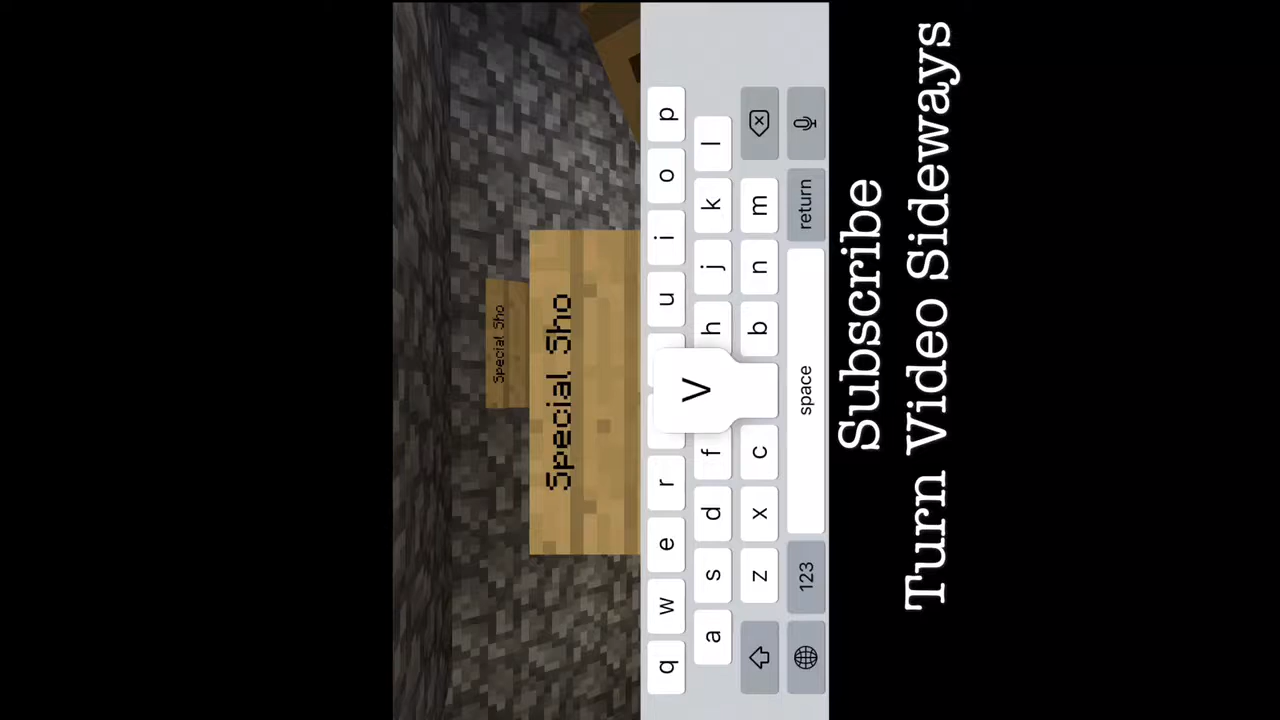 Special Sho
Special Sho
V
q w e r u i o p
a s d f h j k l
z x c b n m
123 space return
Subscribe
Turn Video Sideways